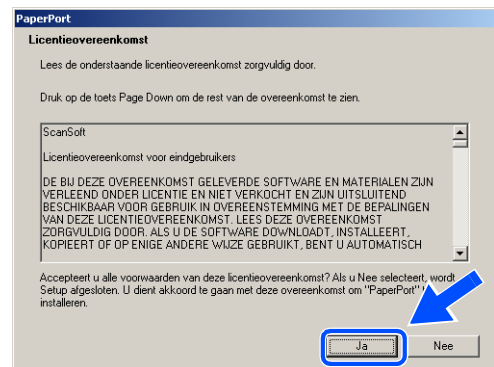 PaperPort
Licentieovereenkomst
Lees de onderstaande licentieovereenkomst zorgvuldig door.
Druk op de toets Page Down om de rest van de overeenkomst te zien.
ScanSoft
Licentieovereenkomst voor eindgebruikers
DE BIJ DEZE OVEREENKOMST GELEVERDE SOFTWARE EN MATERIALEN ZIJN
VERLEEND ONDER LICENTIE EN NIET VERKOCHT EN ZIJN UITSLUITEND
BESCHIKBAAR VOOR GEBRUIK IN OVEREENSTEMMING MET DE BEPALINGEN
VAN DEZE LICENTIEOVEREENKOMST. LEES DEZE OVEREENKOMST
ZORGVULDIG DOOR. ALS U DE SOFTWARE DOWNLOADT, INSTALLEERT,
KOPIEERT OF OP ENIGE ANDERE WIJZE GEBRUIKT, BENT U AUTOMATISCH
Accepteert u alle voorwaarden van deze licentieovereenkomst? Als u Nee selecteert, wordt
Setup afgesloten. U dient akkoord te gaan met deze overeenkomst om "PaperPort"
installeren.
Ja
Nee